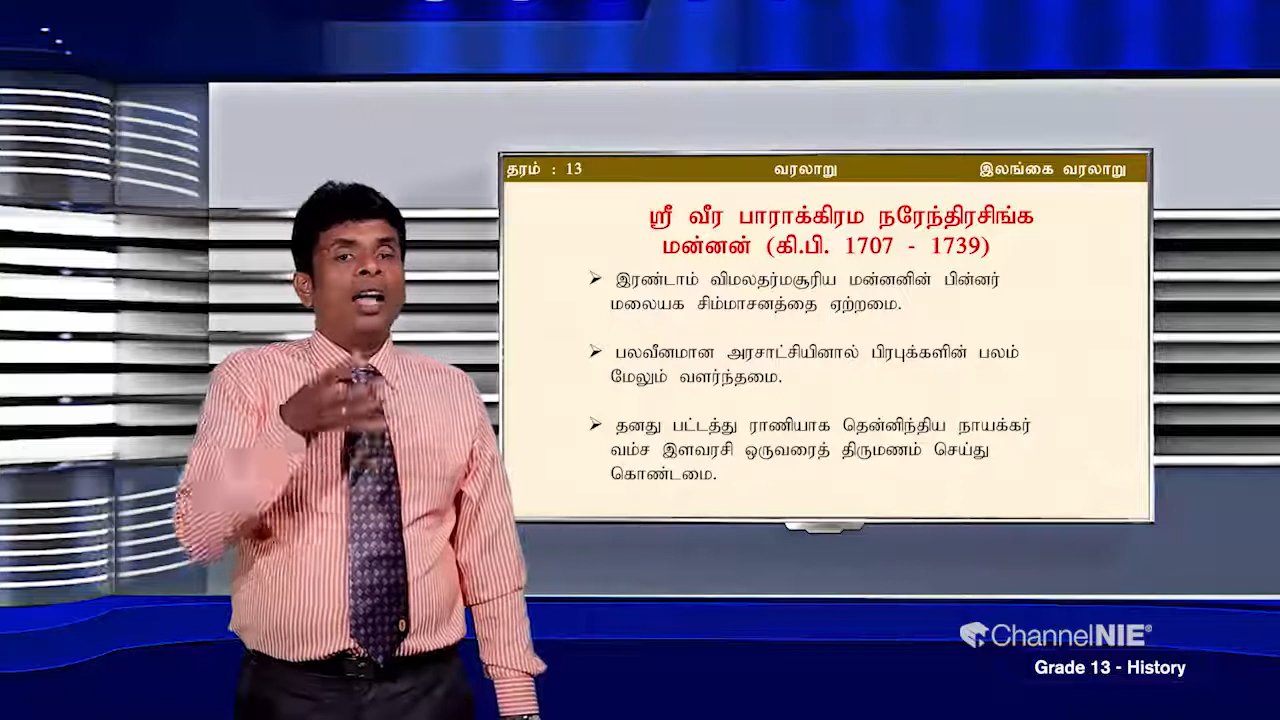 தரம் : 13 வரலாறு இலங்கை வரலாறு
ஸ்ரீ வீர பாராக்கிரம நரேந்திரசிங்க
மன்னன் (கி.பி. 1707 - 1739)
➢ இரண்டாம் விமலதர்மசூரிய மன்னனின் பின்னர்
மலையக சிம்மாசனத்தை ஏற்றமை.
➢ பலவீனமான அரசாட்சியினால் பிரபுக்களின் பலம்
மேலும் வளர்ந்தமை.
➢ தனது பட்டத்து ராணியாக தென்னிந்திய நாயக்கர்
வம்ச இளவரசி ஒருவரைத் திருமணம் செய்து
கொண்டமை.
ChannelNIE®
Grade 13 - History